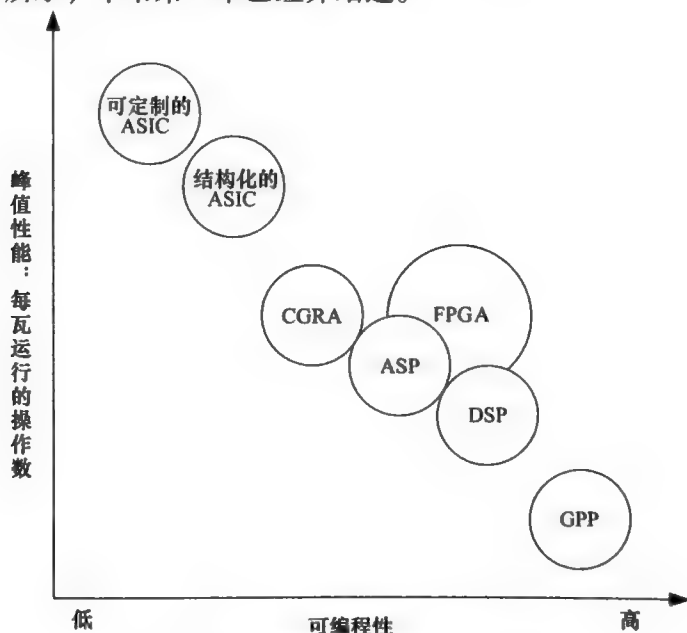 可定制的
ASIC
结构化的
ASIC
峰值性能：每瓦运行的操作数
CGRA
FPGA
ASP
DSP
GPP
低
可编程性
高